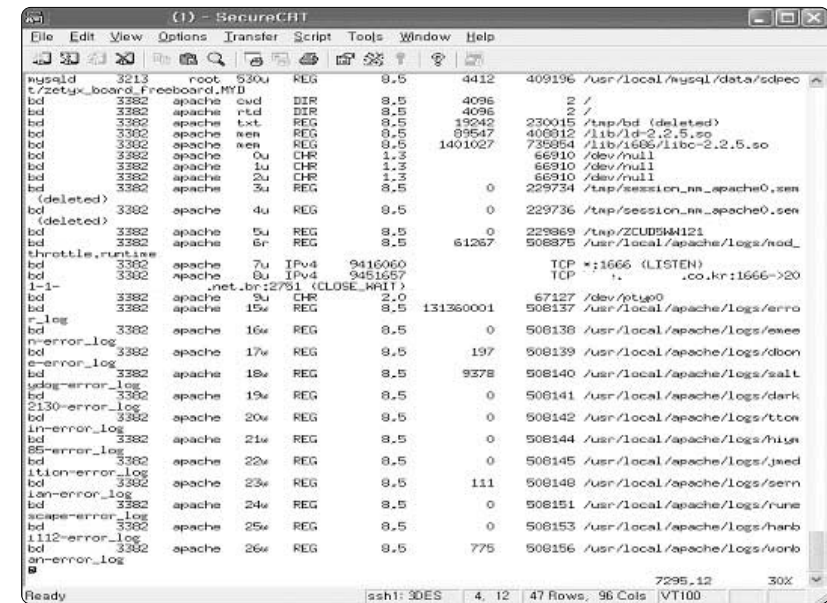 (1) - SecureCRT
File Edit View Options Transfer Script Tools Window Help
mysqld 3213 root 530u REG 8,5 4412 409196 /usr/local/mysql/data/sdpeo
t/zetyx_board_freeboard.MYD
bd 3382 apache cwd DIR 8,5 4096 2 /
bd 3382 apache rtd DIR 8,5 4096 2 /
bd 3382 apache txt REG 8,5 19242 230015 /tmp/bd (deleted)
bd 3382 apache mem REG 8,5 89547 408812 /lib/ld-2.2.5.so
bd 3382 apache mem REG 8,5 1401027 735854 /lib/i686/libc-2.2.5.so
bd 3382 apache 0u CHR 1,3 66910 /dev/null
bd 3382 apache 1u CHR 1,3 66910 /dev/null
bd 3382 apache 2u CHR 1,3 66910 /dev/null
bd 3382 apache 3u REG 8,5 0 229734 /tmp/session_mm_apache0.sem
(deleted)
bd 3382 apache 4u REG 8,5 0 229736 /tmp/session_mm_apache0.sem
(deleted)
bd 3382 apache 5u REG 8,5 0 229869 /tmp/ZCUD5WW121
bd 3382 apache 6r REG 8,5 61267 508875 /usr/local/apache/logs/mod_
throttle.runtime
bd 3382 apache 7u IPv4 9416060 TCP *:1666 (LISTEN)
bd 3382 apache 8u IPv4 9451657 TCP .co.kr:1666->20
1-1- .net.br:2751 (CLOSE_WAIT)
bd 3382 apache 9u CHR 2,0 67127 /dev/ptyp0
bd 3382 apache 15w REG 8,5 131360001 508137 /usr/local/apache/logs/erro
r_log
bd 3382 apache 16w REG 8,5 0 508138 /usr/local/apache/logs/emee
n-error_log
bd 3382 apache 17w REG 8,5 197 508139 /usr/local/apache/logs/dbon
e-error_log
bd 3382 apache 18w REG 8,5 9378 508140 /usr/local/apache/logs/salt
ydog-error_log
bd 3382 apache 19w REG 8,5 0 508141 /usr/local/apache/logs/dark
2130-error_log
bd 3382 apache 20w REG 8,5 0 508142 /usr/local/apache/logs/ttom
in-error_log
bd 3382 apache 21w REG 8,5 0 508144 /usr/local/apache/logs/hiym
85-error_log
bd 3382 apache 22w REG 8,5 0 508145 /usr/local/apache/logs/jmed
ition-error_log
bd 3382 apache 23w REG 8,5 111 508148 /usr/local/apache/logs/sern
ian-error_log
bd 3382 apache 24w REG 8,5 0 508151 /usr/local/apache/logs/rune
scape-error_log
bd 3382 apache 25w REG 8,5 0 508153 /usr/local/apache/logs/hanb
i112-error_log
bd 3382 apache 26w REG 8,5 775 508156 /usr/local/apache/logs/wonb
an-error_log
7295,12 30%
Ready ssh1: 3DES 4, 12 47 Rows, 96 Cols VT100